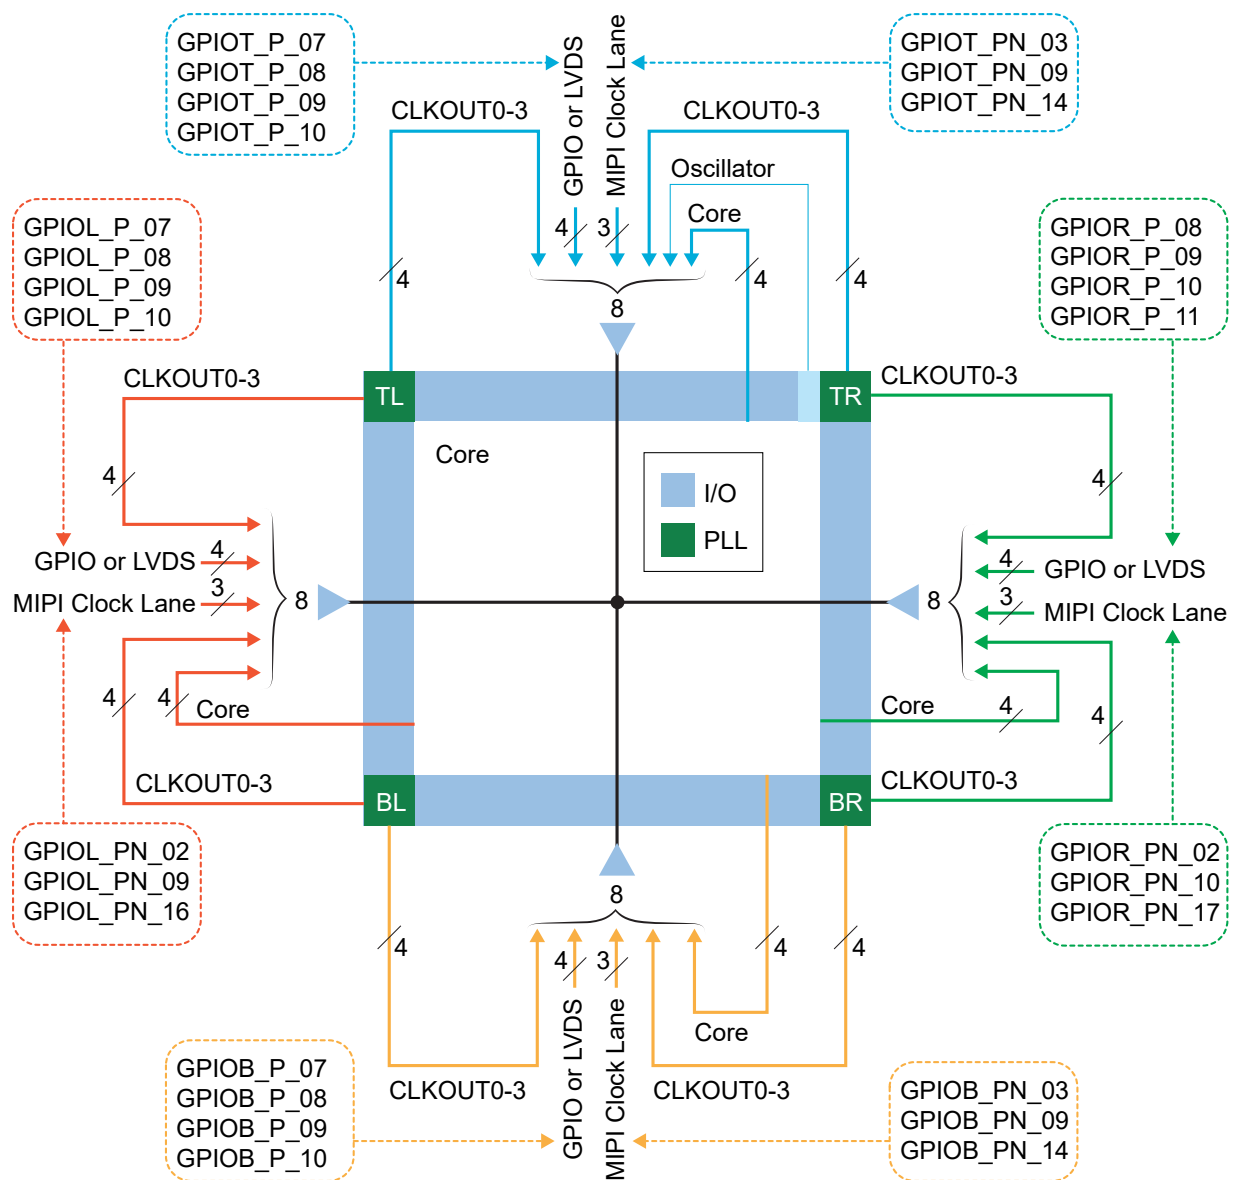 GPIOT_P_07
GPIOT_P_08
GPIOT_P_09
GPIOT_P_10
GPIO or LVDS
MIPI Clock Lane
GPIOT_PN_03
GPIOT_PN_09
GPIOT_PN_14
CLKOUT0-3
CLKOUT0-3
Oscillator
Core
4
3
4
4
4
8
GPIOL_P_07
GPIOL_P_08
GPIOL_P_09
GPIOL_P_10
GPIOR_P_08
GPIOR_P_09
GPIOR_P_10
GPIOR_P_11
CLKOUT0-3
TL
TR
CLKOUT0-3
Core
I/O
PLL
4
4
GPIO or LVDS
4
MIPI Clock Lane
3
8
8
4
GPIO or LVDS
3
MIPI Clock Lane
4
4
Core
Core
4
4
CLKOUT0-3
BL
BR
CLKOUT0-3
GPIOL_PN_02
GPIOL_PN_09
GPIOL_PN_16
GPIOR_PN_02
GPIOR_PN_10
GPIOR_PN_17
8
4
4
3
4
4
Core
CLKOUT0-3
GPIO or LVDS
MIPI Clock Lane
CLKOUT0-3
GPIOB_P_07
GPIOB_P_08
GPIOB_P_09
GPIOB_P_10
GPIOB_PN_03
GPIOB_PN_09
GPIOB_PN_14